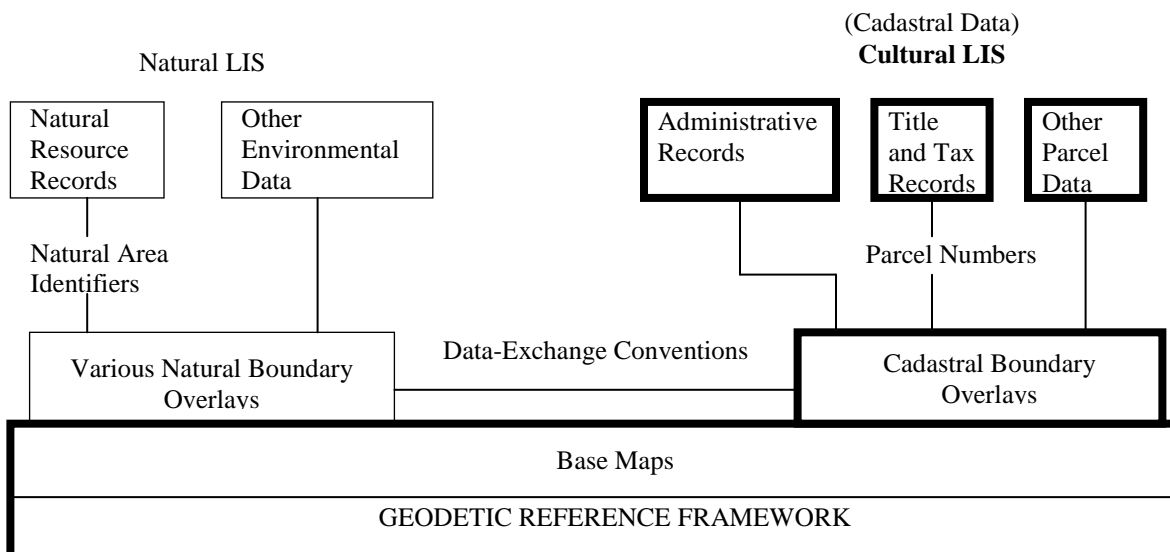 (Cadastral Data)
Cultural LIS
Natural LIS
Natural
Resource
Records
Other
Environmental
Data
Administrative
Records
Title
and Tax
Records
Other
Parcel
Data
Natural Area
Identifiers
Parcel Numbers
Various Natural Boundary
Overlays
Data-Exchange Conventions
Cadastral Boundary
Overlays
Base Maps
GEODETIC REFERENCE FRAMEWORK